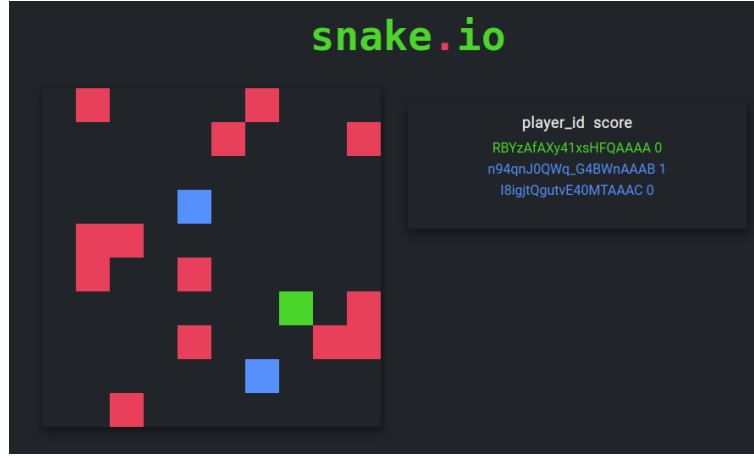 snake.io
player_id score
RBYzAfAXy41xsHFQAAAA 0
n94qnJ0QWq_G4BWnAAAB 1
I8igjtQgutvE40MTAAAC 0